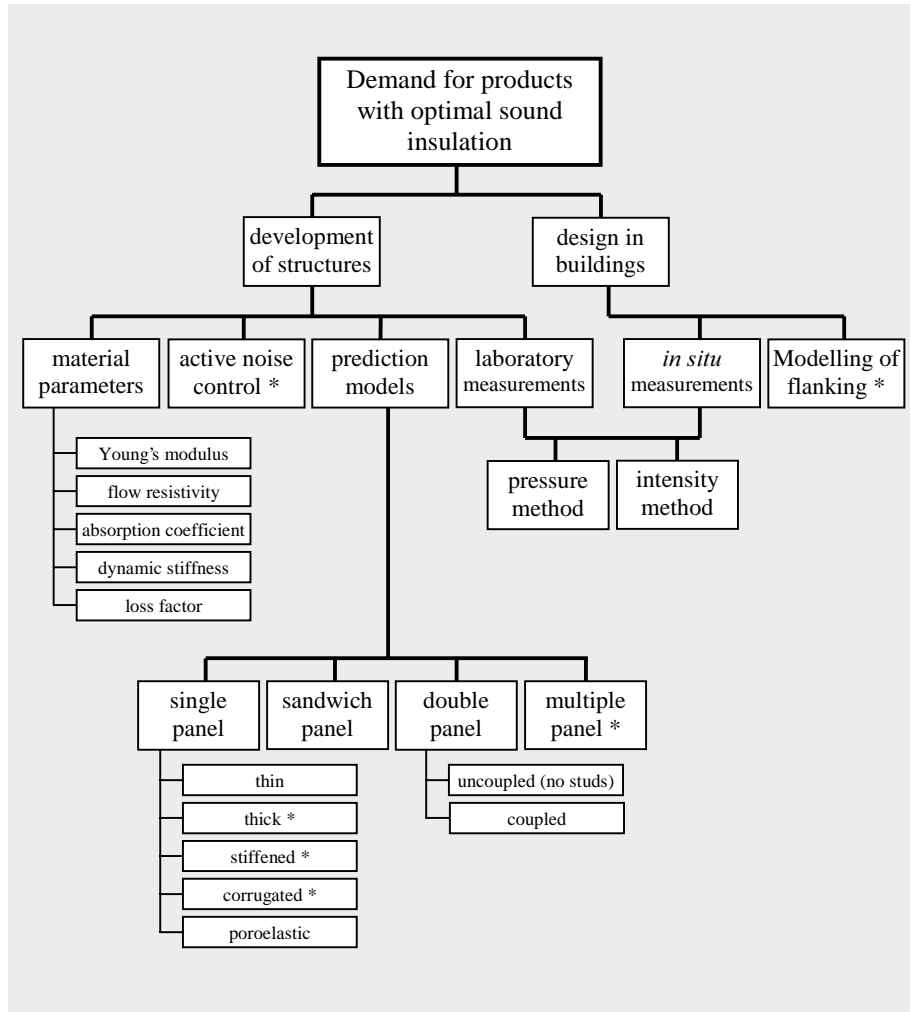 Demand for products
with optimal sound
insulation
development
of structures
design in
buildings
material
parameters
active noise
control *
prediction
models
laboratory
measurements
in situ
measurements
Modelling of
flanking *
Young's modulus
flow resistivity
absorption coefficient
dynamic stiffness
loss factor
pressure
method
intensity
method
single
panel
sandwich
panel
double
panel
multiple
panel *
thin
thick *
stiffened *
corrugated *
poroelastic
uncoupled (no studs)
coupled